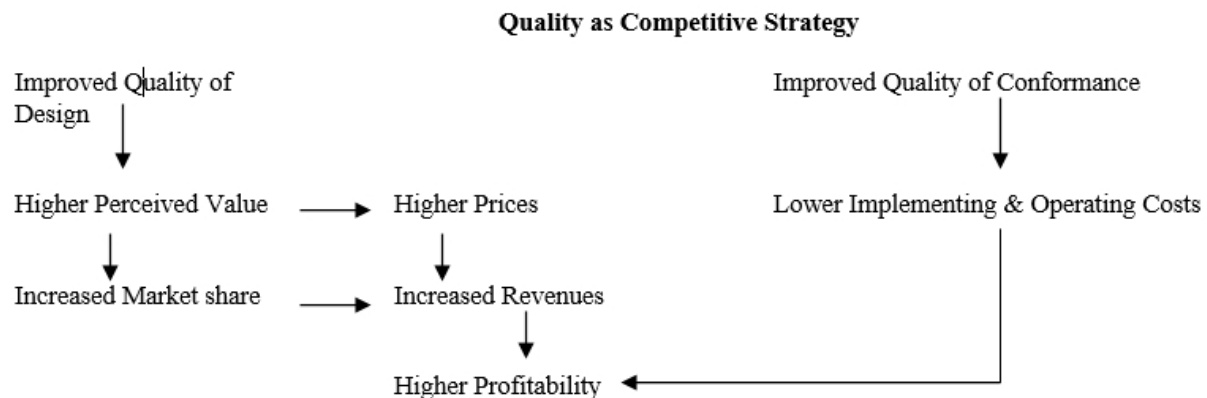 Quality as Competitive Strategy
Improved Quality of
Design
Improved Quality of Conformance
Higher Perceived Value
Higher Prices
Lower Implementing & Operating Costs
Increased Market share
Increased Revenues
Higher Profitability